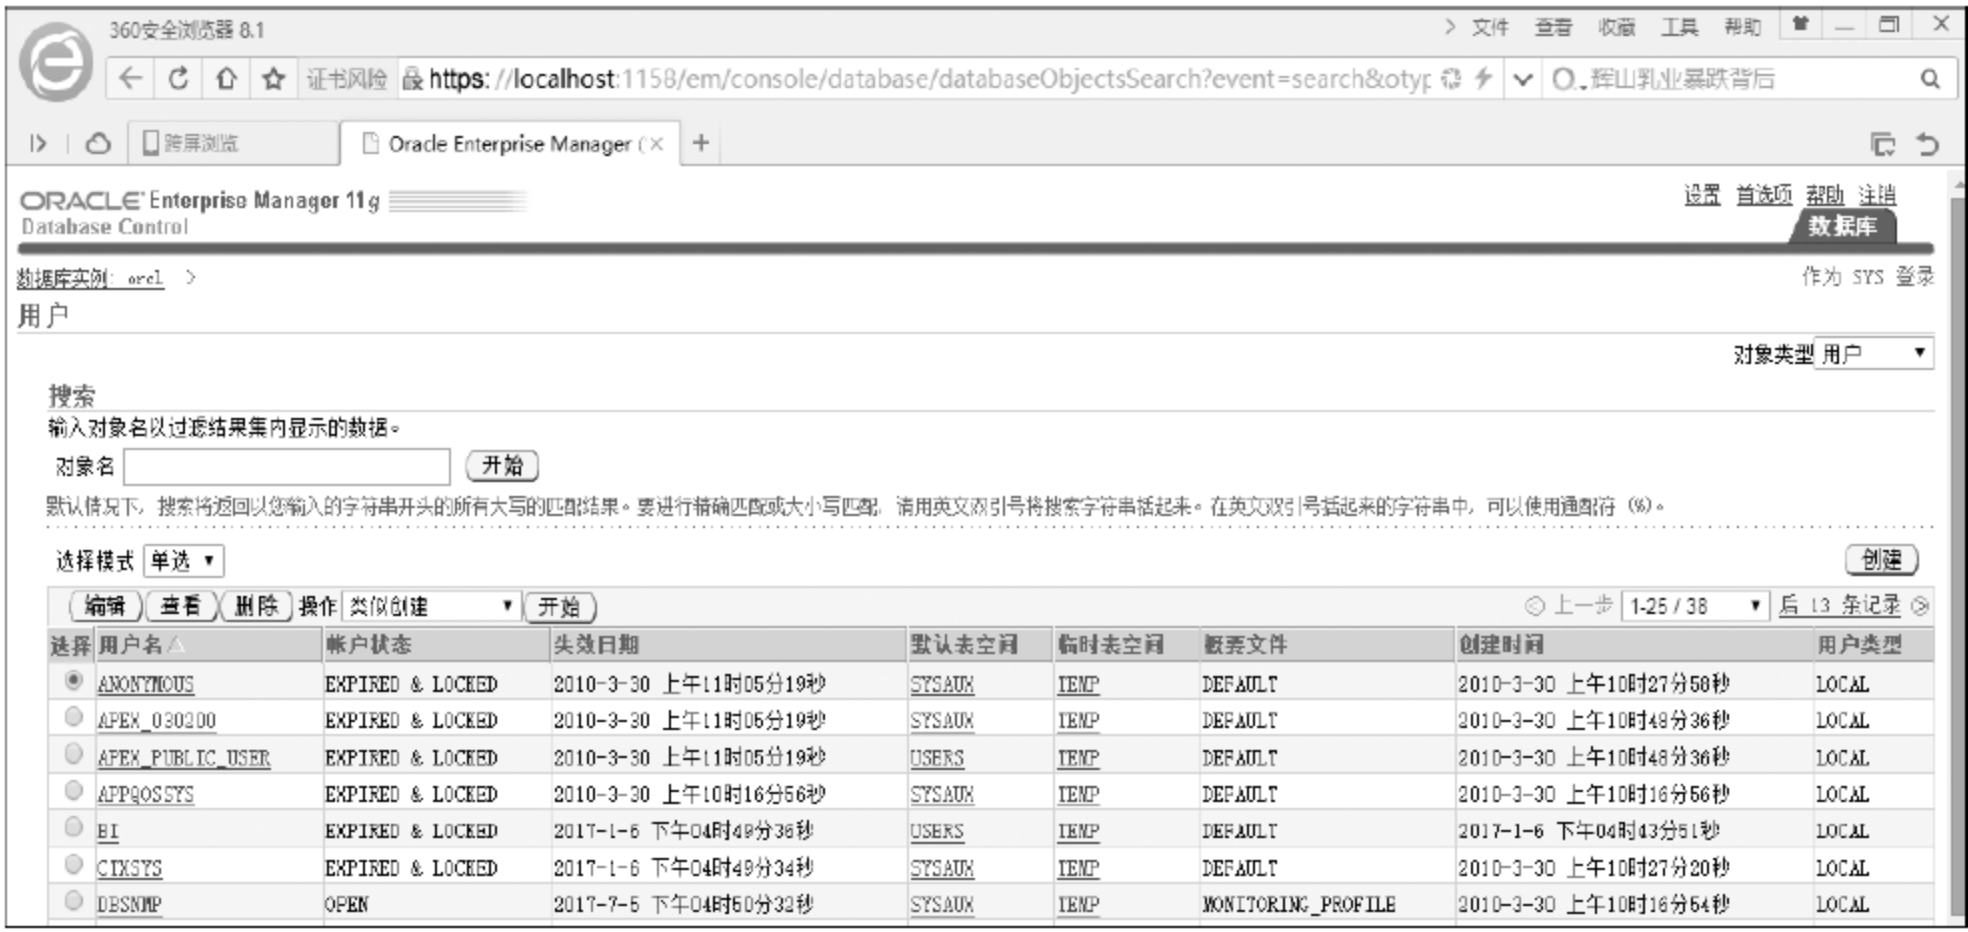 360安全浏览器 8.1
文件 查看 收藏 工具 帮助
证书风险 https://localhost:1158/em/console/database/databaseObjectsSearch?event=search&otyp 辉山乳业暴跌背后
跨屏浏览 Oracle Enterprise Manager (
ORACLE Enterprise Manager 11g
Database Control
设置 首选项 帮助 注销
数据库
数据库实例: orcl >
作为 SYS 登录
用户
对象类型 用户
搜索
输入对象名以过滤结果集内显示的数据。
对象名 开始
默认情况下, 搜索将返回以您输入的字符串开头的所有大写的匹配结果。要进行精确匹配或大小写匹配, 请用英文双引号将搜索字符串括起来。在英文双引号括起来的字符串中, 可以使用通配符 (%)。
选择模式 单选 创建
编辑 查看 删除 操作 类似创建 开始 上一步 1-25 / 38 后 13 条记录
选择 用户名 帐户状态 失效日期 默认表空间 临时表空间 概要文件 创建时间 用户类型
ANONYMOUS EXPIRED & LOCKED 2010-3-30 上午11时05分19秒 SYSAUX TEMP DEFAULT 2010-3-30 上午10时27分58秒 LOCAL
APEX_030200 EXPIRED & LOCKED 2010-3-30 上午11时05分19秒 SYSAUX TEMP DEFAULT 2010-3-30 上午10时48分36秒 LOCAL
APEX_PUBLIC_USER EXPIRED & LOCKED 2010-3-30 上午11时05分19秒 USERS TEMP DEFAULT 2010-3-30 上午10时48分36秒 LOCAL
APPQOSSYS EXPIRED & LOCKED 2010-3-30 上午10时16分56秒 SYSAUX TEMP DEFAULT 2010-3-30 上午10时16分56秒 LOCAL
BI EXPIRED & LOCKED 2017-1-6 下午04时49分36秒 USERS TEMP DEFAULT 2017-1-6 下午04时43分51秒 LOCAL
CTXSYS EXPIRED & LOCKED 2017-1-6 下午04时49分34秒 SYSAUX TEMP DEFAULT 2010-3-30 上午10时27分20秒 LOCAL
DBSNMP OPEN 2017-7-5 下午04时50分32秒 SYSAUX TEMP MONITORING_PROFILE 2010-3-30 上午10时16分54秒 LOCAL